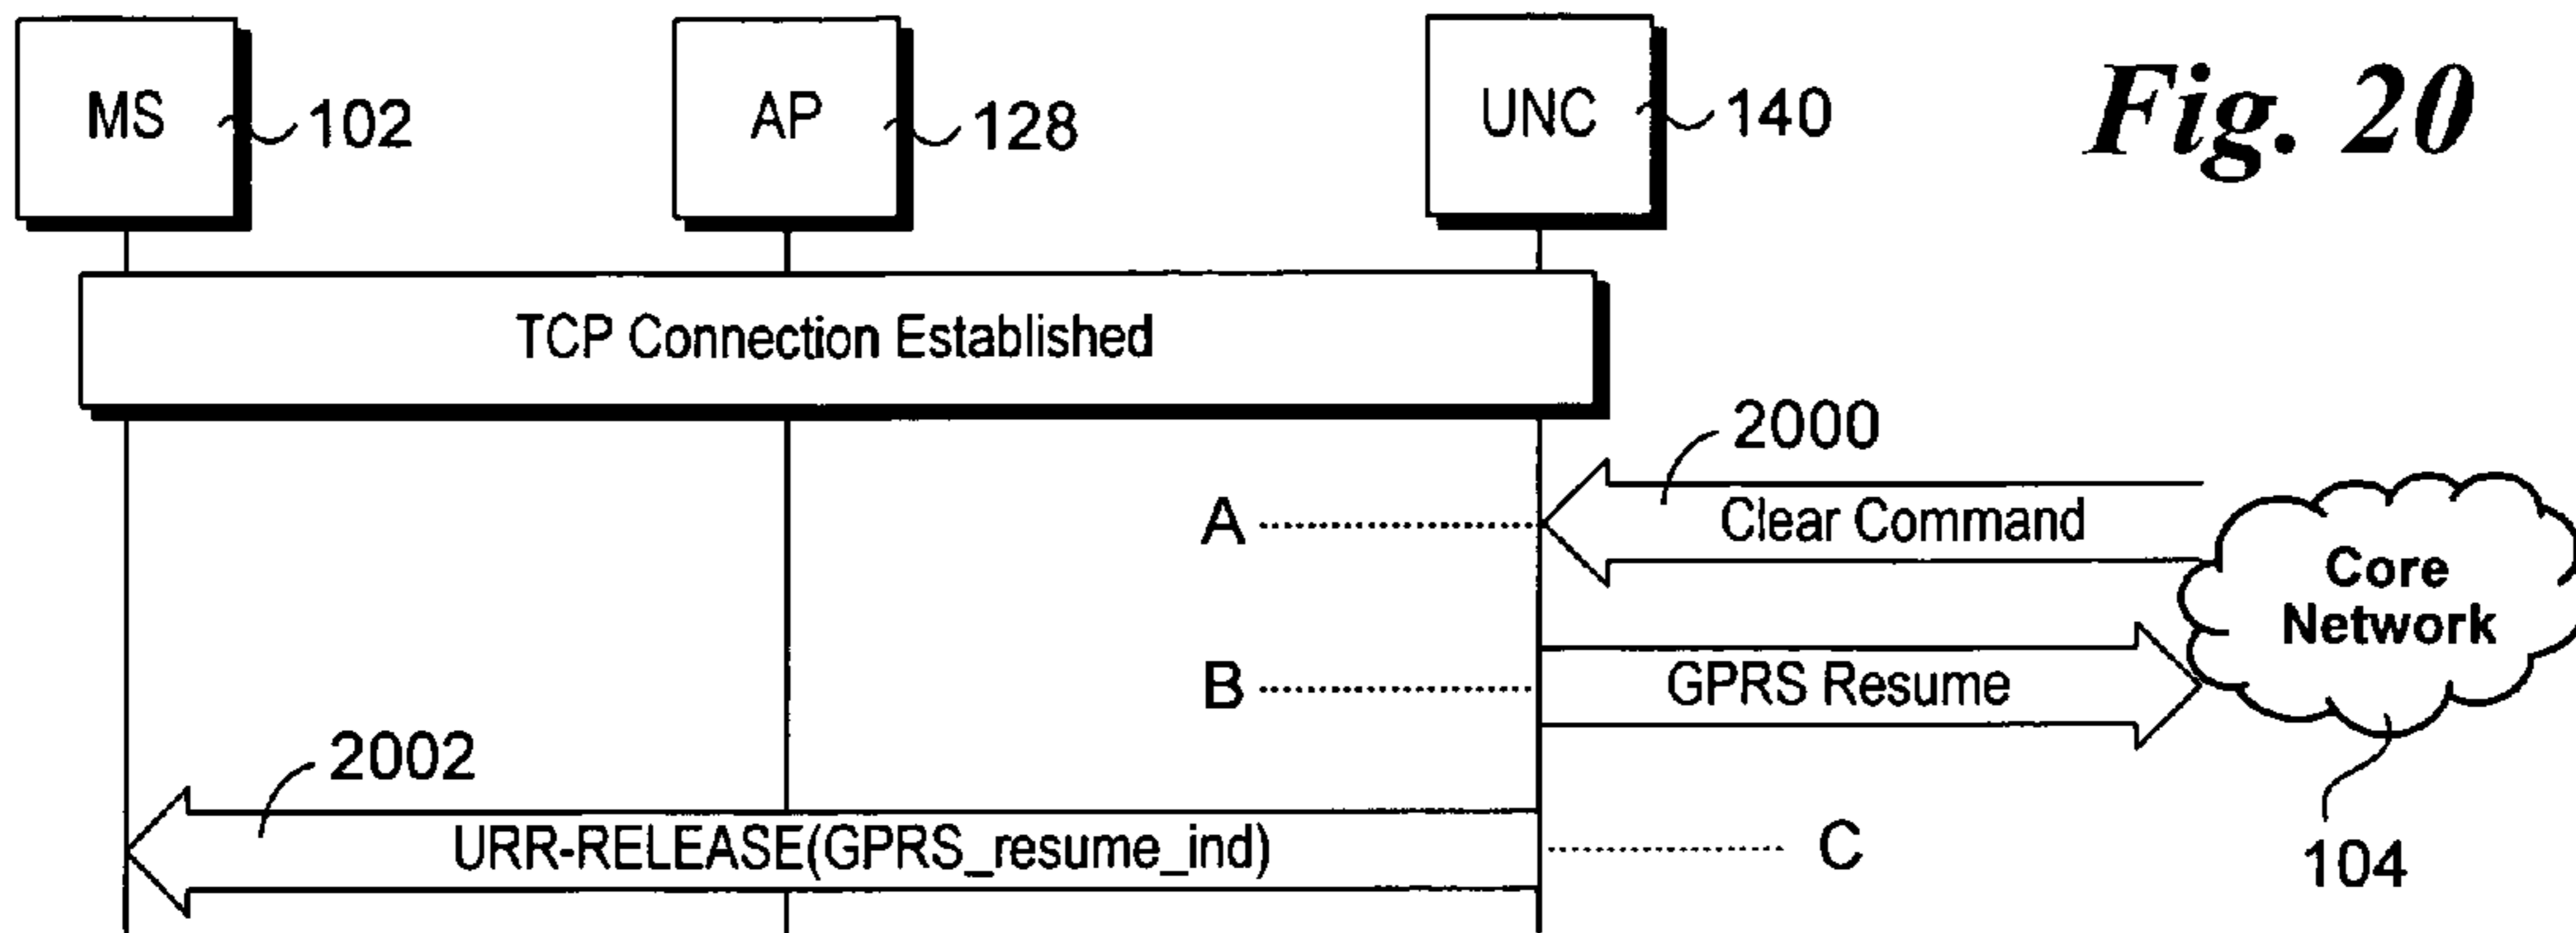 MS
102
AP
128
UNC
140
Fig. 20
TCP Connection Established
2000
A
Clear Command
Core
Network
B
GPRS Resume
2002
URR-RELEASE(GPRS_resume_ind)
C
104